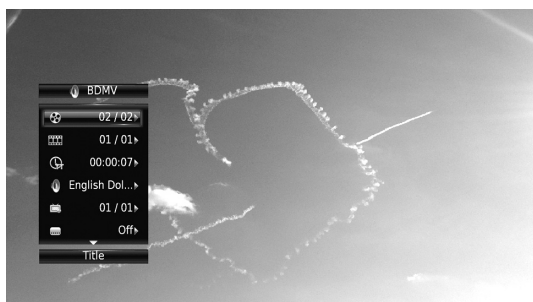 BDMV
02 / 02
01 / 01
00:00:07
English Dol...
01 / 01
Off
Title